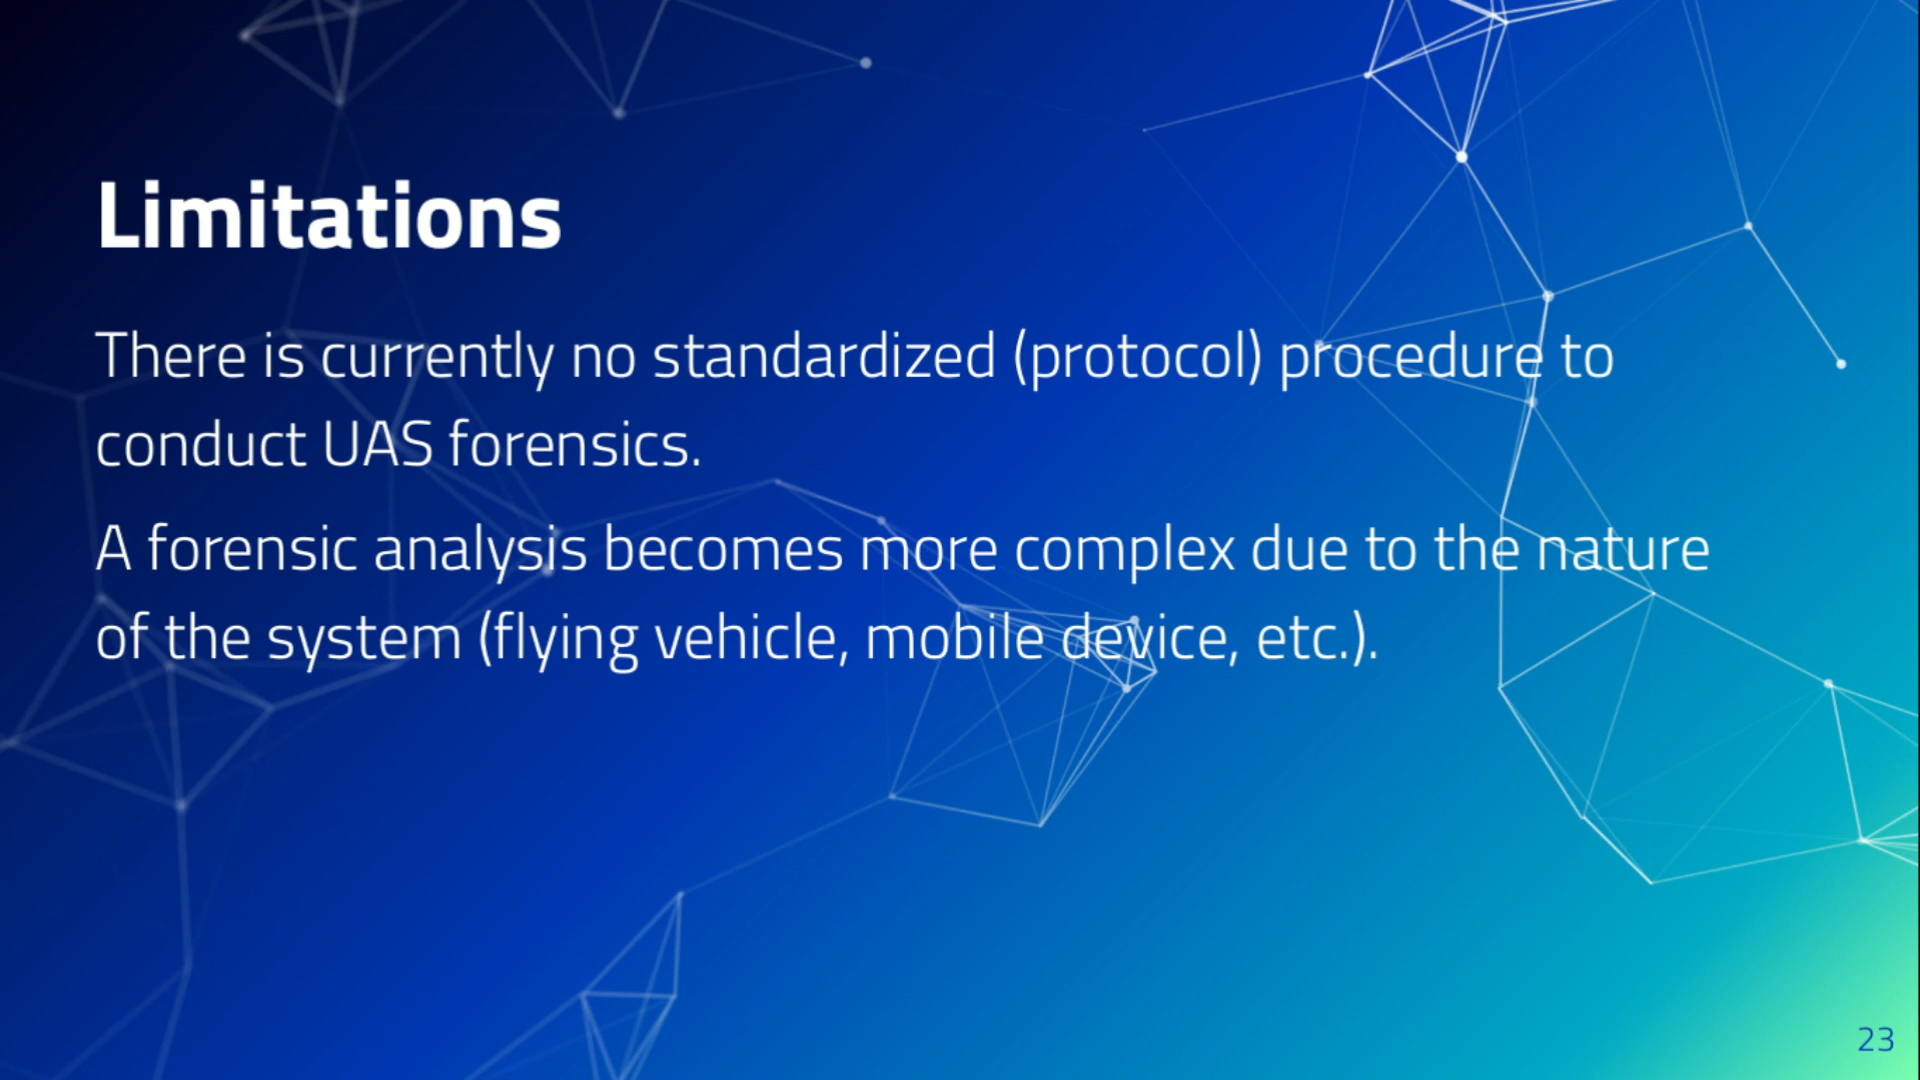 Limitations
There is currently no standardized (protocol) procedure to
conduct UAS forensics.
A forensic analysis becomes more complex due to the nature
of the system (flying vehicle, mobile device, etc.).
23